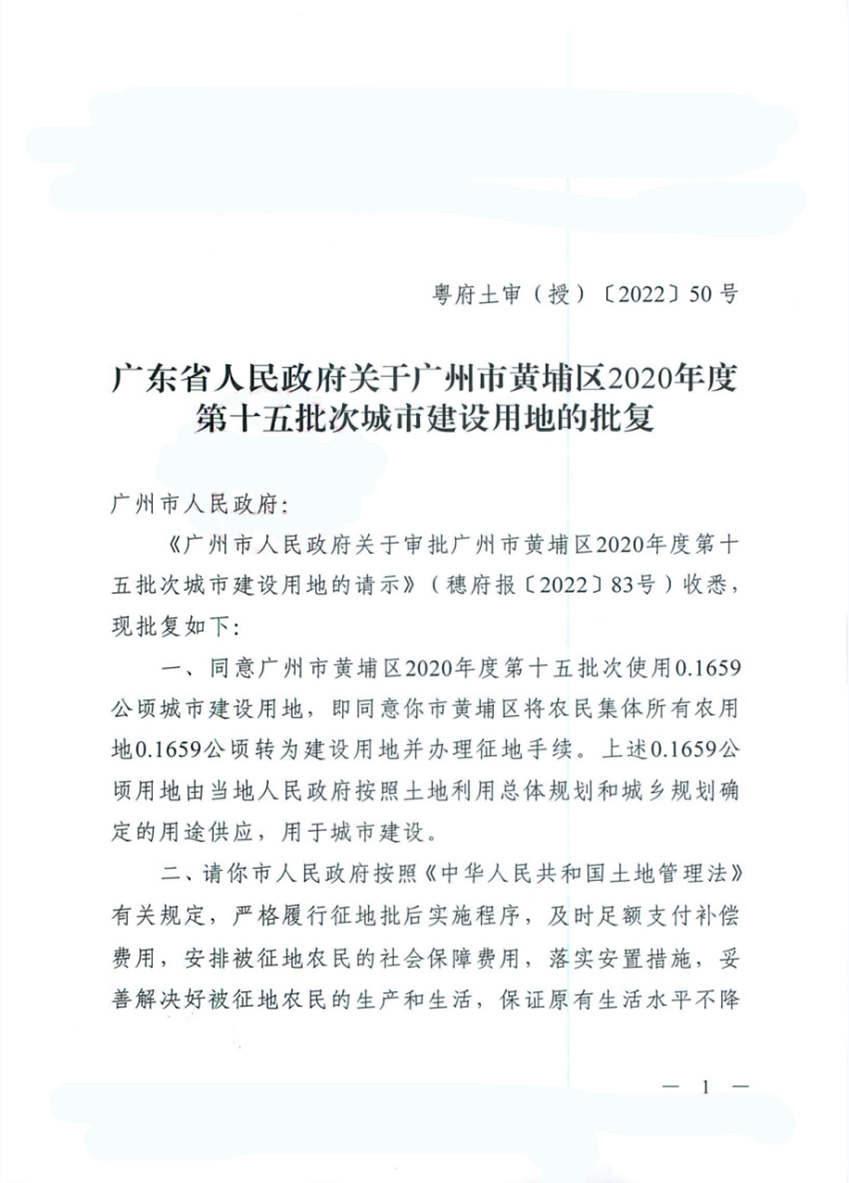 粤府土审（授）〔2022〕50 号
广东省人民政府关于广州市黄埔区2020年度
第十五批次城市建设用地的批复
广州市人民政府：
《广州市人民政府关于审批广州市黄埔区2020年度第十
五批次城市建设用地的请示》（穗府报〔2022〕83号）收悉，
现批复如下：
一、同意广州市黄埔区2020年度第十五批次使用0.1659
公顷城市建设用地，即同意你市黄埔区将农民集体所有农用
地0.1659公顷转为建设用地并办理征地手续。上述0.1659公
顷用地由当地人民政府按照土地利用总体规划和城乡规划确
定的用途供应，用于城市建设。
二、请你市人民政府按照《中华人民共和国土地管理法》
有关规定，严格履行征地批后实施程序，及时足额支付补偿
费用，安排被征地农民的社会保障费用，落实安置措施，妥
善解决好被征地农民的生产和生活，保证原有生活水平不降
— 1 —